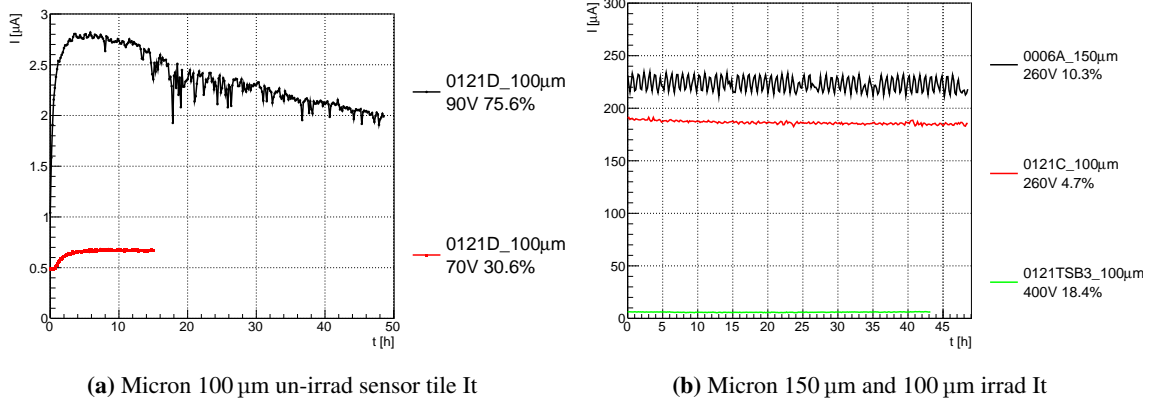 I [μA]
3
2.5
2
1.5
1
0.5
0
0 10 20 30 40 50
t [h]
0121D_100μm
90V 75.6%
0121D_100μm
70V 30.6%
(a) Micron 100 μm un-irrad sensor tile It
I [μA]
300
250
200
150
100
50
0
0 5 10 15 20 25 30 35 40 45
t [h]
0006A_150μm
260V 10.3%
0121C_100μm
260V 4.7%
0121TSB3_100μm
400V 18.4%
(b) Micron 150 μm and 100 μm irrad It